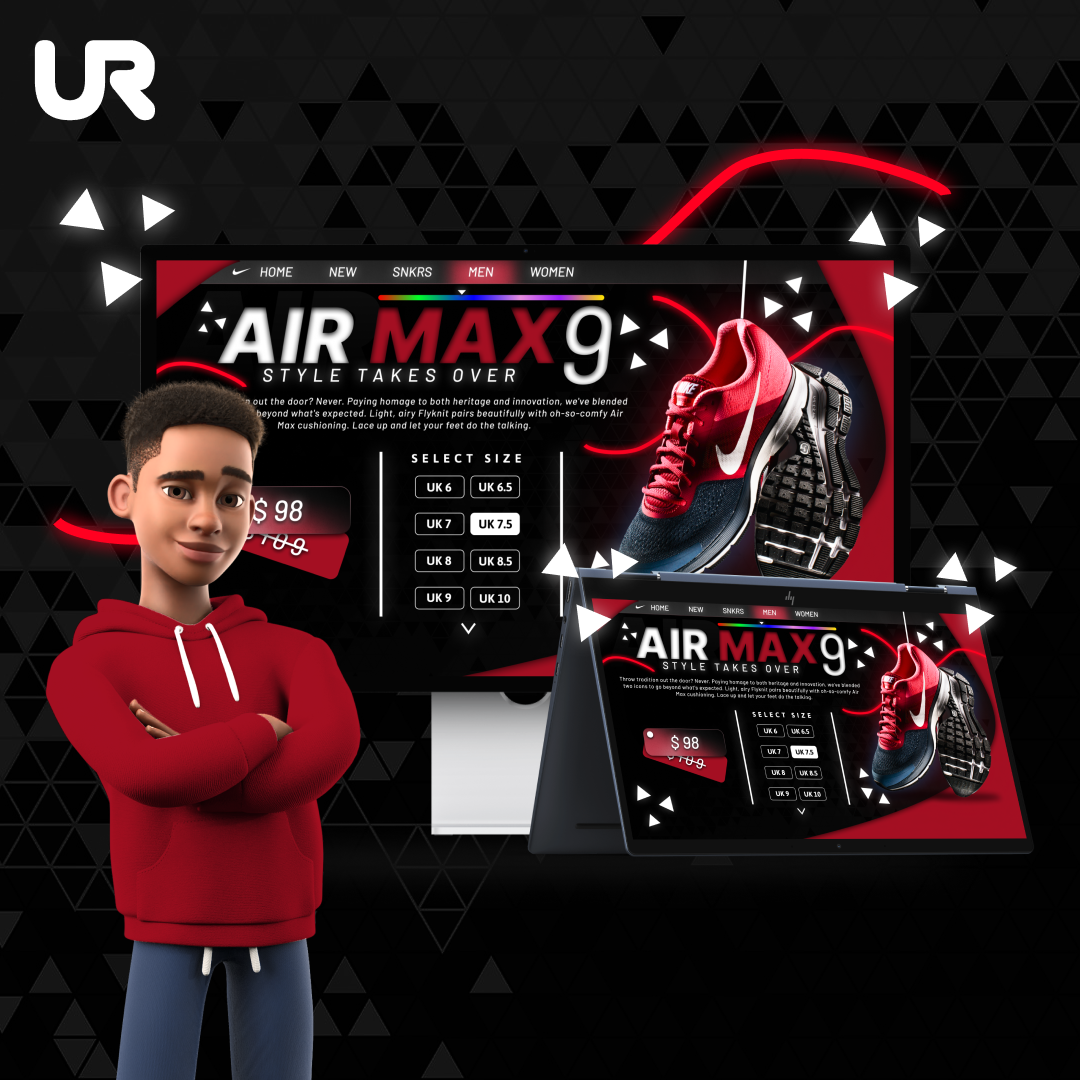 UR
HOME NEW SNKRS MEN WOMEN
AIR MAX 9
STYLE TAKES OVER
out the door? Never. Paying homage to both heritage and innovation, we've blended
beyond what's expected. Light, airy Flyknit pairs beautifully with oh-so-comfy Air
Max cushioning. Lace up and let your feet do the talking.
SELECT SIZE
UK 6 UK 6.5
UK 7 UK 7.5
UK 8 UK 8.5
UK 9 UK 10
$ 98
109
NIKE
hp
HOME NEW SNKRS MEN WOMEN
AIR MAX 9
STYLE TAKES OVER
Throw tradition out the door? Never. Paying homage to both heritage and innovation, we've blended
two icons to go beyond what's expected. Light, airy Flyknit pairs beautifully with oh-so-comfy Air
Max cushioning. Lace up and let your feet do the talking.
SELECT SIZE
UK 6 UK 6.5
UK 7 UK 7.5
UK 8 UK 8.5
UK 9 UK 10
$ 98
109